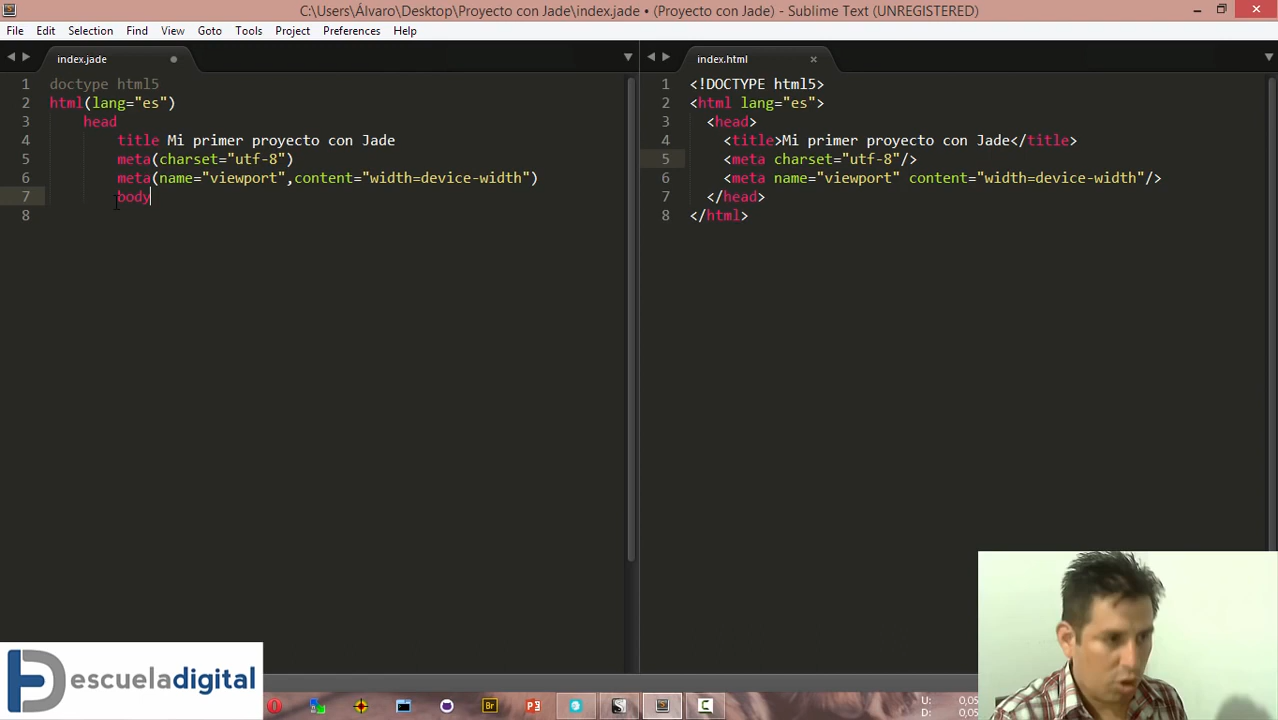 C:\Users\Álvaro\Desktop\Proyecto con Jade\index.jade • (Proyecto con Jade) - Sublime Text (UNREGISTERED)
File Edit Selection Find View Goto Tools Project Preferences Help
index.jade
1 doctype html5
2 html(lang="es")
3 head
4 title Mi primer proyecto con Jade
5 meta(charset="utf-8")
6 meta(name="viewport",content="width=device-width")
7 body
8
index.html
1 <!DOCTYPE html5>
2 <html lang="es">
3 <head>
4 <title>Mi primer proyecto con Jade</title>
5 <meta charset="utf-8"/>
6 <meta name="viewport" content="width=device-width"/>
7 </head>
8 </html>
escueladigital
Br
U: 0,05
D: 0,05